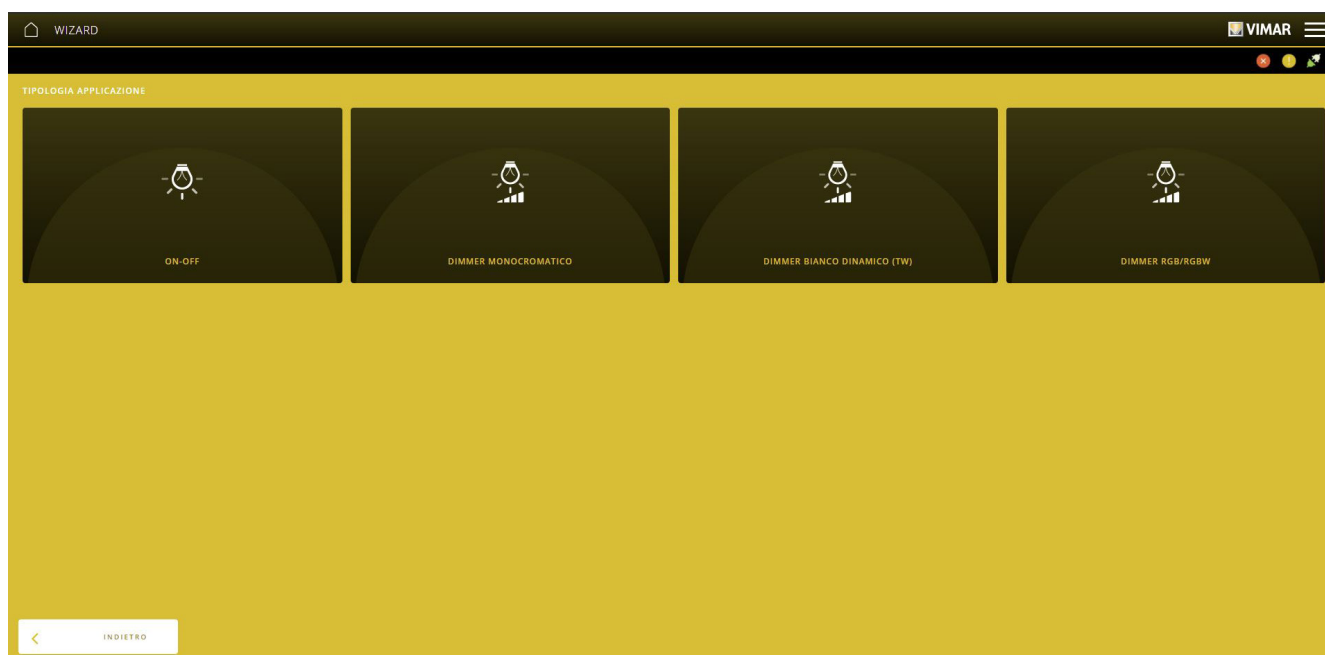 WIZARD
VIMAR
TIPOLOGIA APPLICAZIONE
ON-OFF
DIMMER MONOCROMATICO
DIMMER BIANCO DINAMICO (TW)
DIMMER RGB/RGBW
INDIETRO